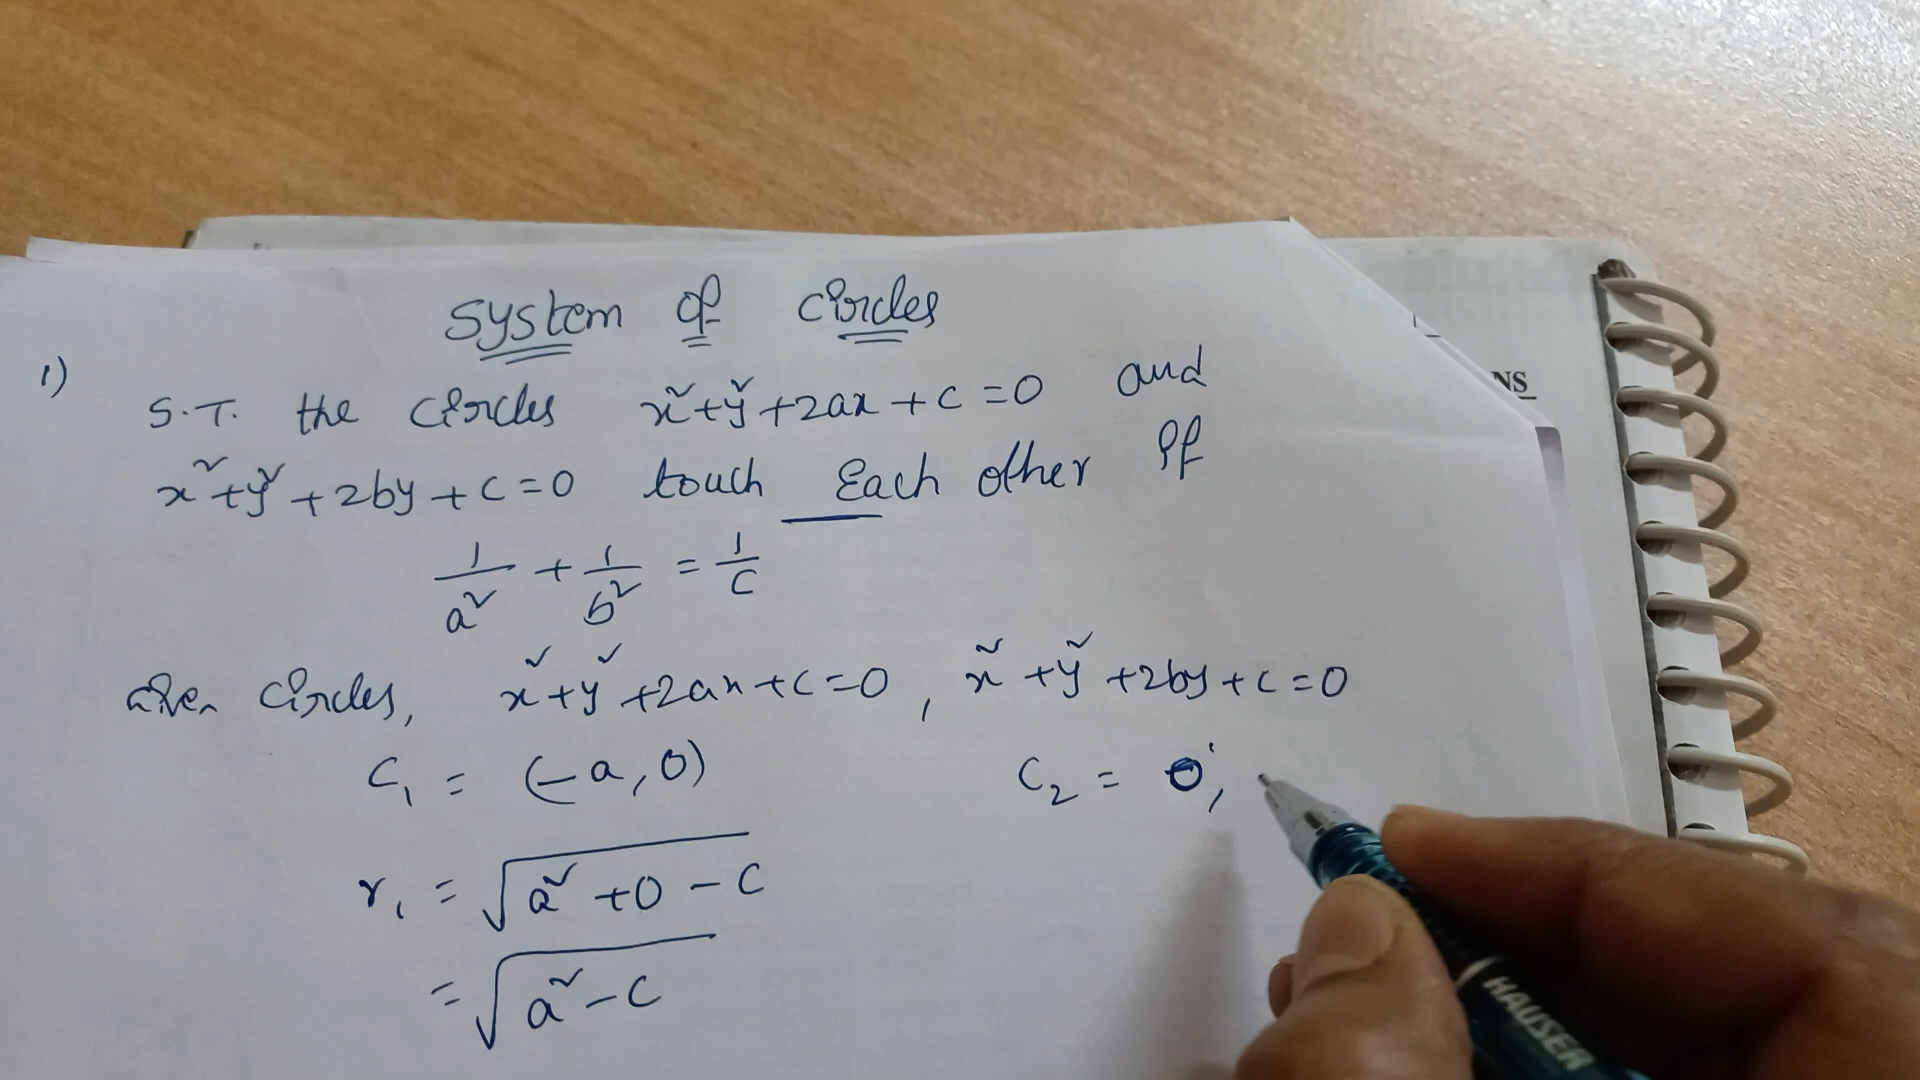 System of circles
1)
S.T. the circles x²+y²+2ax+c=0 and
x²+y²+2by+c=0 touch Each other if
1/a² + 1/b² = 1/c
Given circles, x²+y²+2ax+c=0, x²+y²+2by+c=0
C₁ = (-a, 0) C₂ = 0,
r₁ = √(a²+0-c)
= √(a²-c)
NS
HAUSER